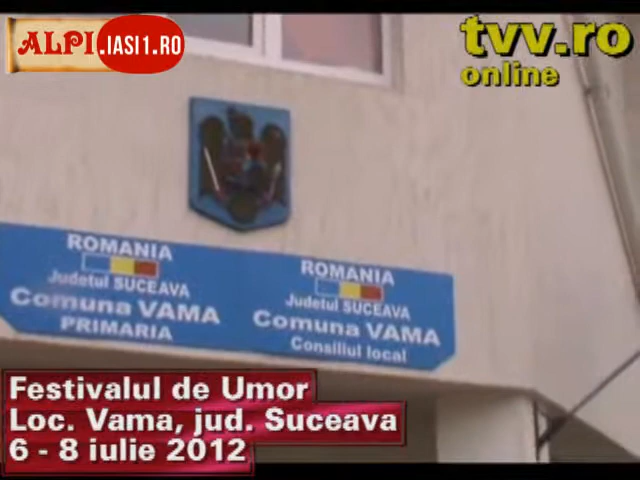 ALPI.IASI1.RO
tvv.ro
online
ROMANIA
Judetul SUCEAVA
Comuna VAMA
PRIMARIA
ROMANIA
Judetul SUCEAVA
Comuna VAMA
Consiliul local
Festivalul de Umor
Loc. Vama, jud. Suceava
6 - 8 iulie 2012